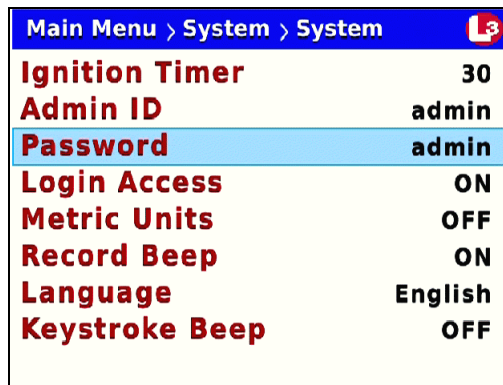 Main Menu > System > System L3
Ignition Timer 30
Admin ID admin
Password admin
Login Access ON
Metric Units OFF
Record Beep ON
Language English
Keystroke Beep OFF